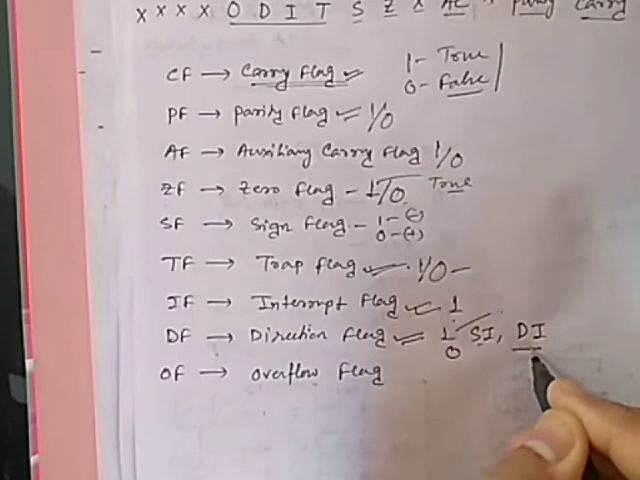 x x x x O D I T S Z x AC x Parity x Carry
CF → Carry Flag 1 - True
0 - False
PF → Parity flag 1/0
AF → Auxiliary Carry Flag 1/0
ZF → Zero flag - 1/0 True
SF → Sign flag - 1 - (-)
0 - (+)
TF → Trap flag 1/0 -
IF → Interrupt flag 1
DF → Direction flag 1 SI, DI
0
OF → Overflow Flag